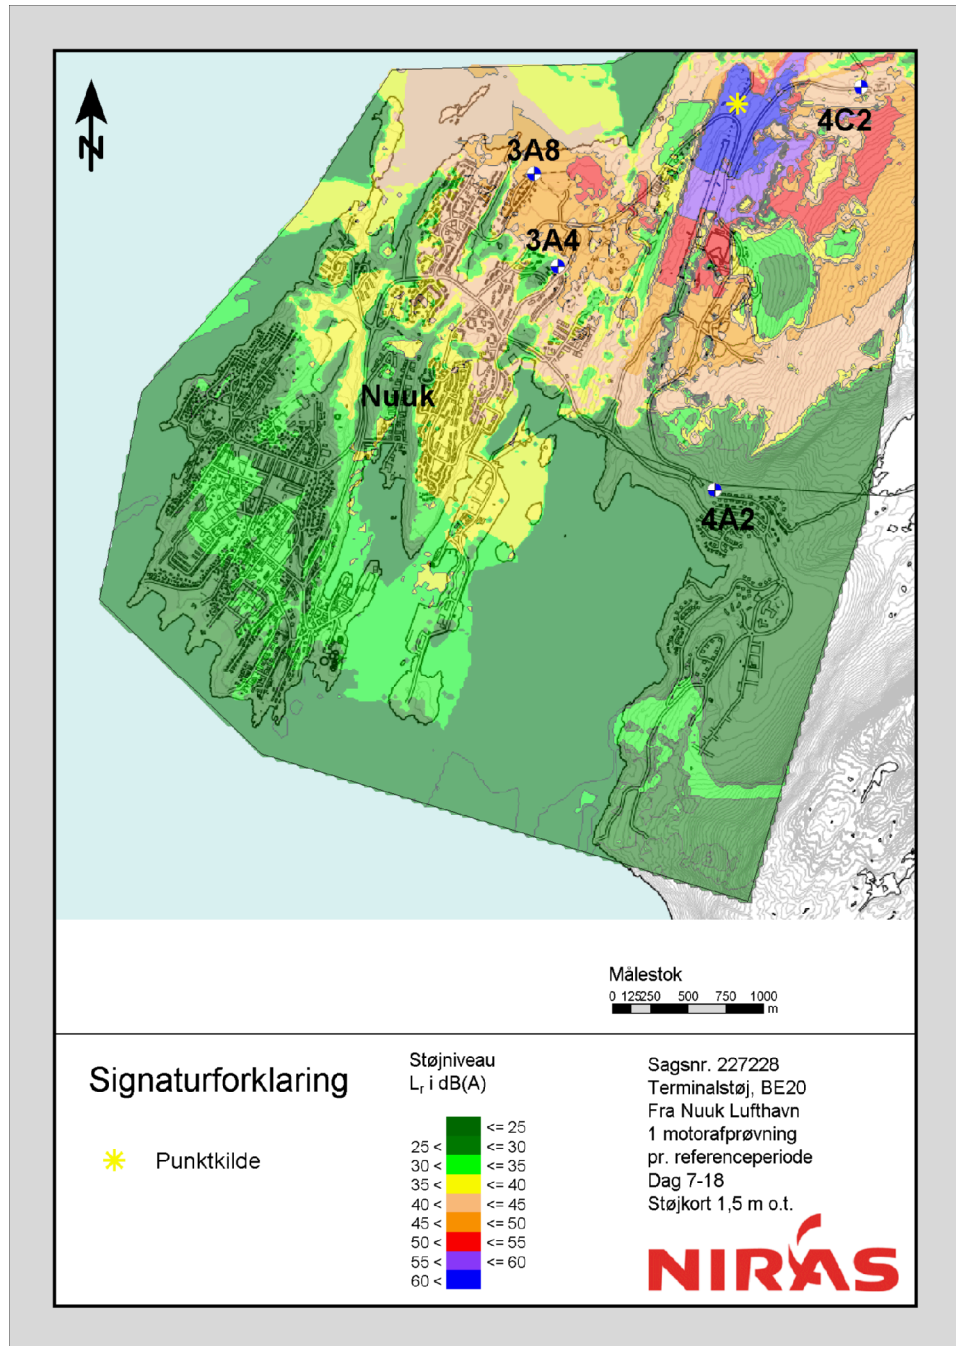 N
4C2
3A8
3A4
Nuuk
4A2
Målestok
0 125250 500 750 1000
m
Signaturforklaring
Punktkilde
Støjniveau
Lr i dB(A)
<= 25
25 < <= 30
30 < <= 35
35 < <= 40
40 < <= 45
45 < <= 50
50 < <= 55
55 < <= 60
60 <
Sagsnr. 227228
Terminalstøj, BE20
Fra Nuuk Lufthavn
1 motorafprøvning
pr. referenceperiode
Dag 7-18
Støjkort 1,5 m o.t.
NIRAS